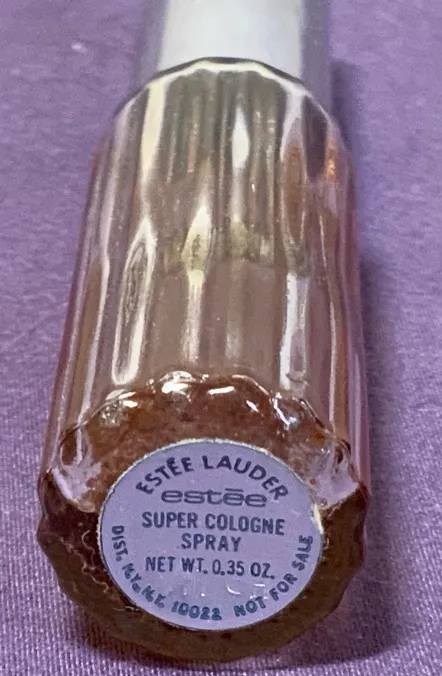 ESTĒE LAUDER
estēe
SUPER COLOGNE
SPRAY
NET WT. 0.35 OZ.
DIST. N.Y., N.Y. 10022 NOT FOR SALE